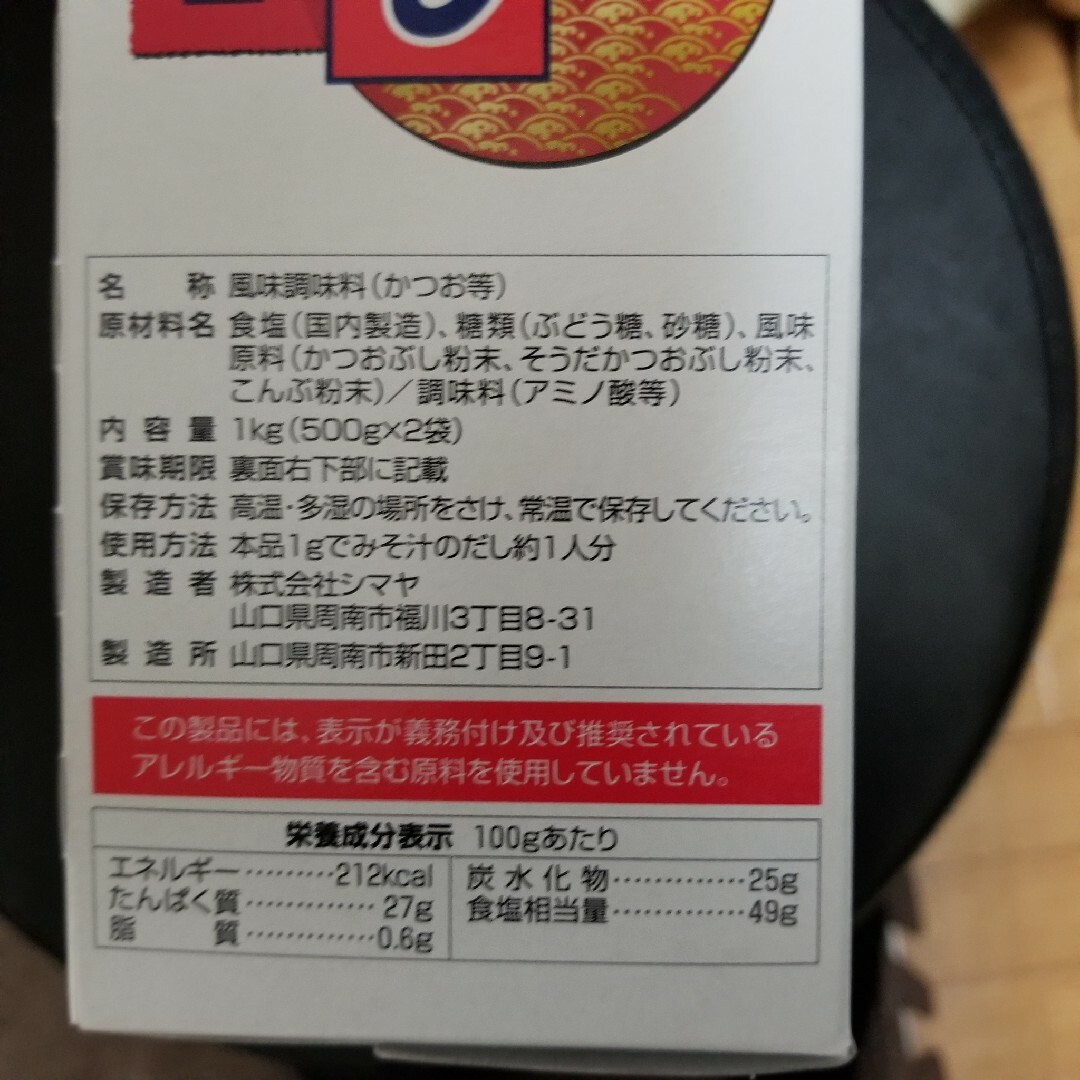 名称 風味調味料(かつお等)
原材料名 食塩(国内製造)、糖類(ぶどう糖、砂糖)、風味
原料(かつおぶし粉末、そうだかつおぶし粉末、
こんぶ粉末)/調味料(アミノ酸等)
内容量 1kg(500g×2袋)
賞味期限 裏面右下部に記載
保存方法 高温・多湿の場所をさけ、常温で保存してください。
使用方法 本品1gでみそ汁のだし約1人分
製造者 株式会社シマヤ
山口県周南市福川3丁目8-31
製造所 山口県周南市新田2丁目9-1
この製品には、表示が義務付け及び推奨されている
アレルギー物質を含む原料を使用していません。
栄養成分表示 100gあたり
エネルギー………212kcal
たんぱく質…………27g
脂質…………0.6g
炭水化物…………25g
食塩相当量…………49g